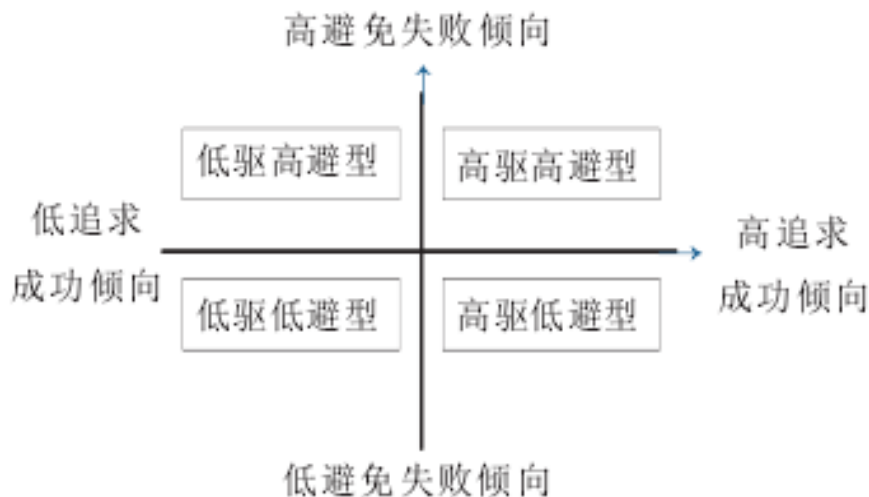 高避免失败倾向
低驱高避型
高驱高避型
低追求
成功倾向
高追求
成功倾向
低驱低避型
高驱低避型
低避免失败倾向